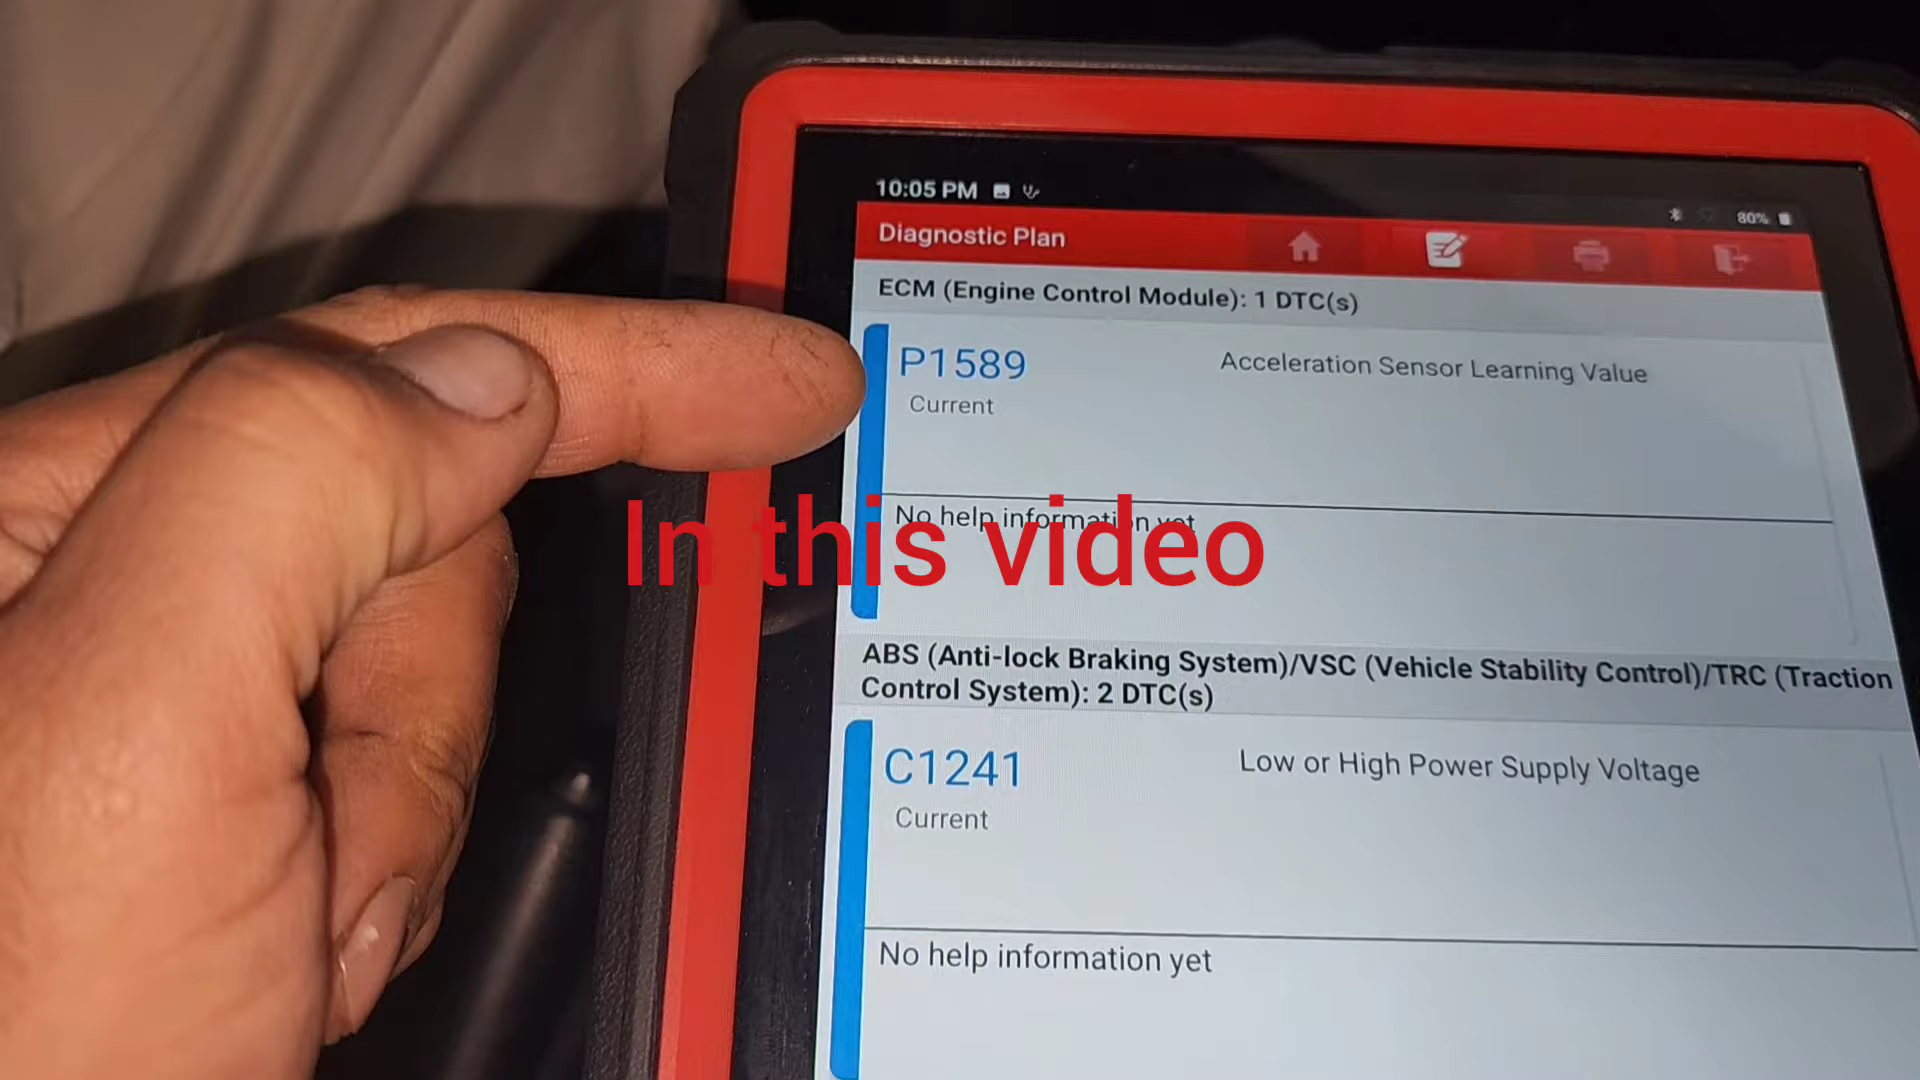 10:05 PM
80%
Diagnostic Plan
ECM (Engine Control Module): 1 DTC(s)
P1589
Acceleration Sensor Learning Value
Current
No help information yet
In this video
ABS (Anti-lock Braking System)/VSC (Vehicle Stability Control)/TRC (Traction
Control System): 2 DTC(s)
C1241
Low or High Power Supply Voltage
Current
No help information yet